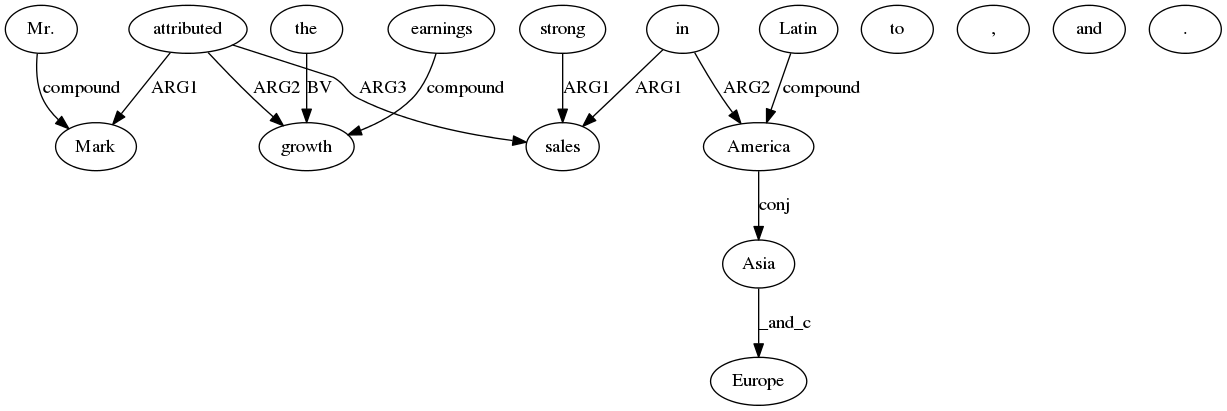 Mr. attributed the earnings strong in Latin to , and .
compound ARG1 ARG2 BV ARG3 compound ARG1 ARG1 ARG2 compound
Mark growth sales America
conj
Asia
_and_c
Europe